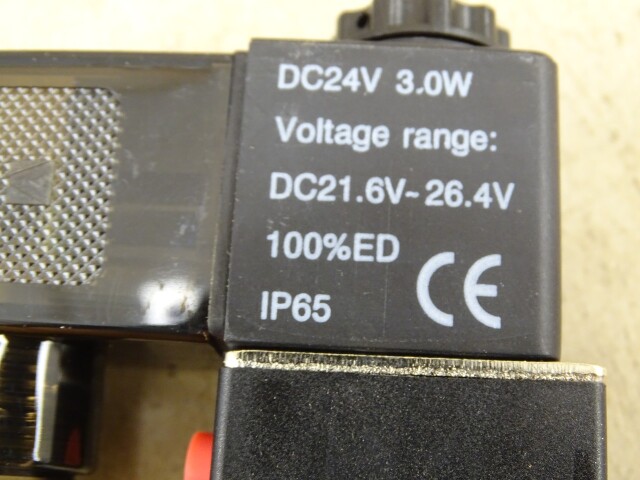 DC24V 3.0W
Voltage range:
DC21.6V~26.4V
100%ED
IP65
CE